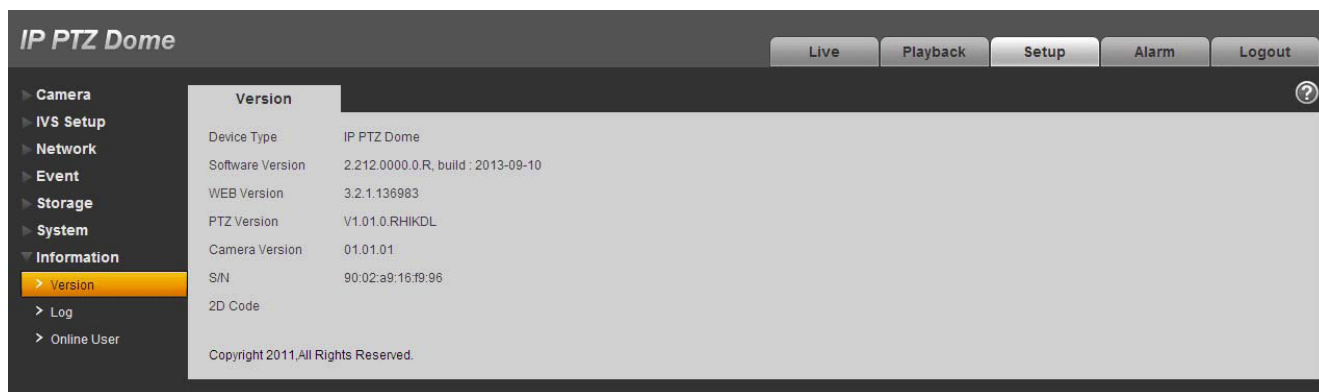 IP PTZ Dome
Live Playback Setup Alarm Logout
Camera
IVS Setup
Network
Event
Storage
System
Information
> Version
> Log
> Online User
Version
?
Device Type IP PTZ Dome
Software Version 2.212.0000.0.R, build : 2013-09-10
WEB Version 3.2.1.136983
PTZ Version V1.01.0.RHIKDL
Camera Version 01.01.01
S/N 90:02:a9:16:f9:96
2D Code
Copyright 2011,All Rights Reserved.